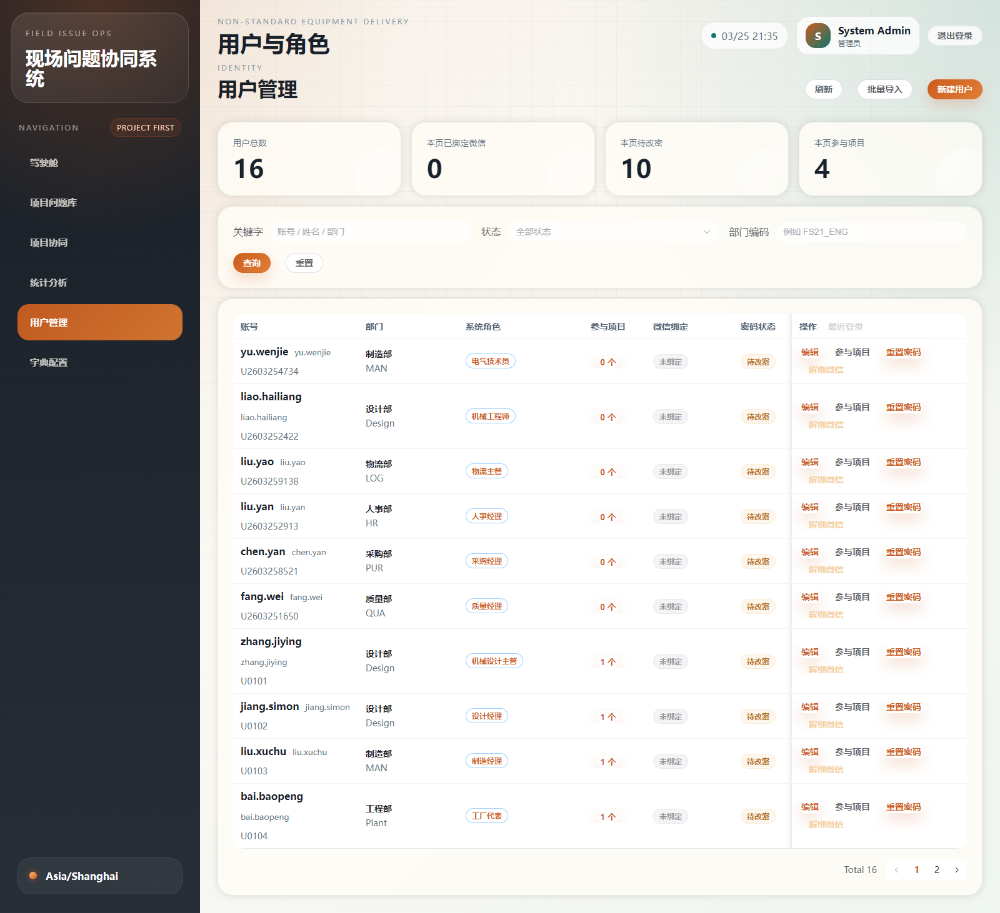 FIELD ISSUE OPS
现场问题协同系
统
NAVIGATION
PROJECT FIRST
驾驶舱
项目问题库
项目协同
统计分析
用户管理
字典配置
Asia/Shanghai
NON-STANDARD EQUIPMENT DELIVERY
用户与角色
03/25 21:35
S
System Admin
管理员
退出登录
IDENTITY
用户管理
刷新
批量导入
新建用户
用户总数
16
本页已绑定微信
0
本页待改密
10
本页参与项目
4
关键字 账号 / 姓名 / 部门 状态 全部状态 部门编码 例如 FS21_ENG
查询 重置
账号 部门 系统角色 参与项目 微信绑定 密码状态 操作 最近登录
yu.wenjie yu.wenjie
U2603254734
制造部
MAN
电气技术员
0 个
未绑定
待改密
编辑 参与项目 重置密码
解绑微信
liao.hailiang
liao.hailiang
U2603252422
设计部
Design
机械工程师
0 个
未绑定
待改密
编辑 参与项目 重置密码
解绑微信
liu.yao liu.yao
U2603259138
物流部
LOG
物流主管
0 个
未绑定
待改密
编辑 参与项目 重置密码
解绑微信
liu.yan liu.yan
U2603252913
人事部
HR
人事经理
0 个
未绑定
待改密
编辑 参与项目 重置密码
解绑微信
chen.yan chen.yan
U2603258521
采购部
PUR
采购经理
0 个
未绑定
待改密
编辑 参与项目 重置密码
解绑微信
fang.wei fang.wei
U2603251650
质量部
QUA
质量经理
0 个
未绑定
待改密
编辑 参与项目 重置密码
解绑微信
zhang.jiying
zhang.jiying
U0101
设计部
Design
机械设计主管
1 个
未绑定
待改密
编辑 参与项目 重置密码
解绑微信
jiang.simon jiang.simon
U0102
设计部
Design
设计经理
1 个
未绑定
待改密
编辑 参与项目 重置密码
解绑微信
liu.xuchu liu.xuchu
U0103
制造部
MAN
制造经理
1 个
未绑定
待改密
编辑 参与项目 重置密码
解绑微信
bai.baopeng
bai.baopeng
U0104
工程部
Plant
工厂代表
1 个
未绑定
待改密
编辑 参与项目 重置密码
解绑微信
Total 16 1 2